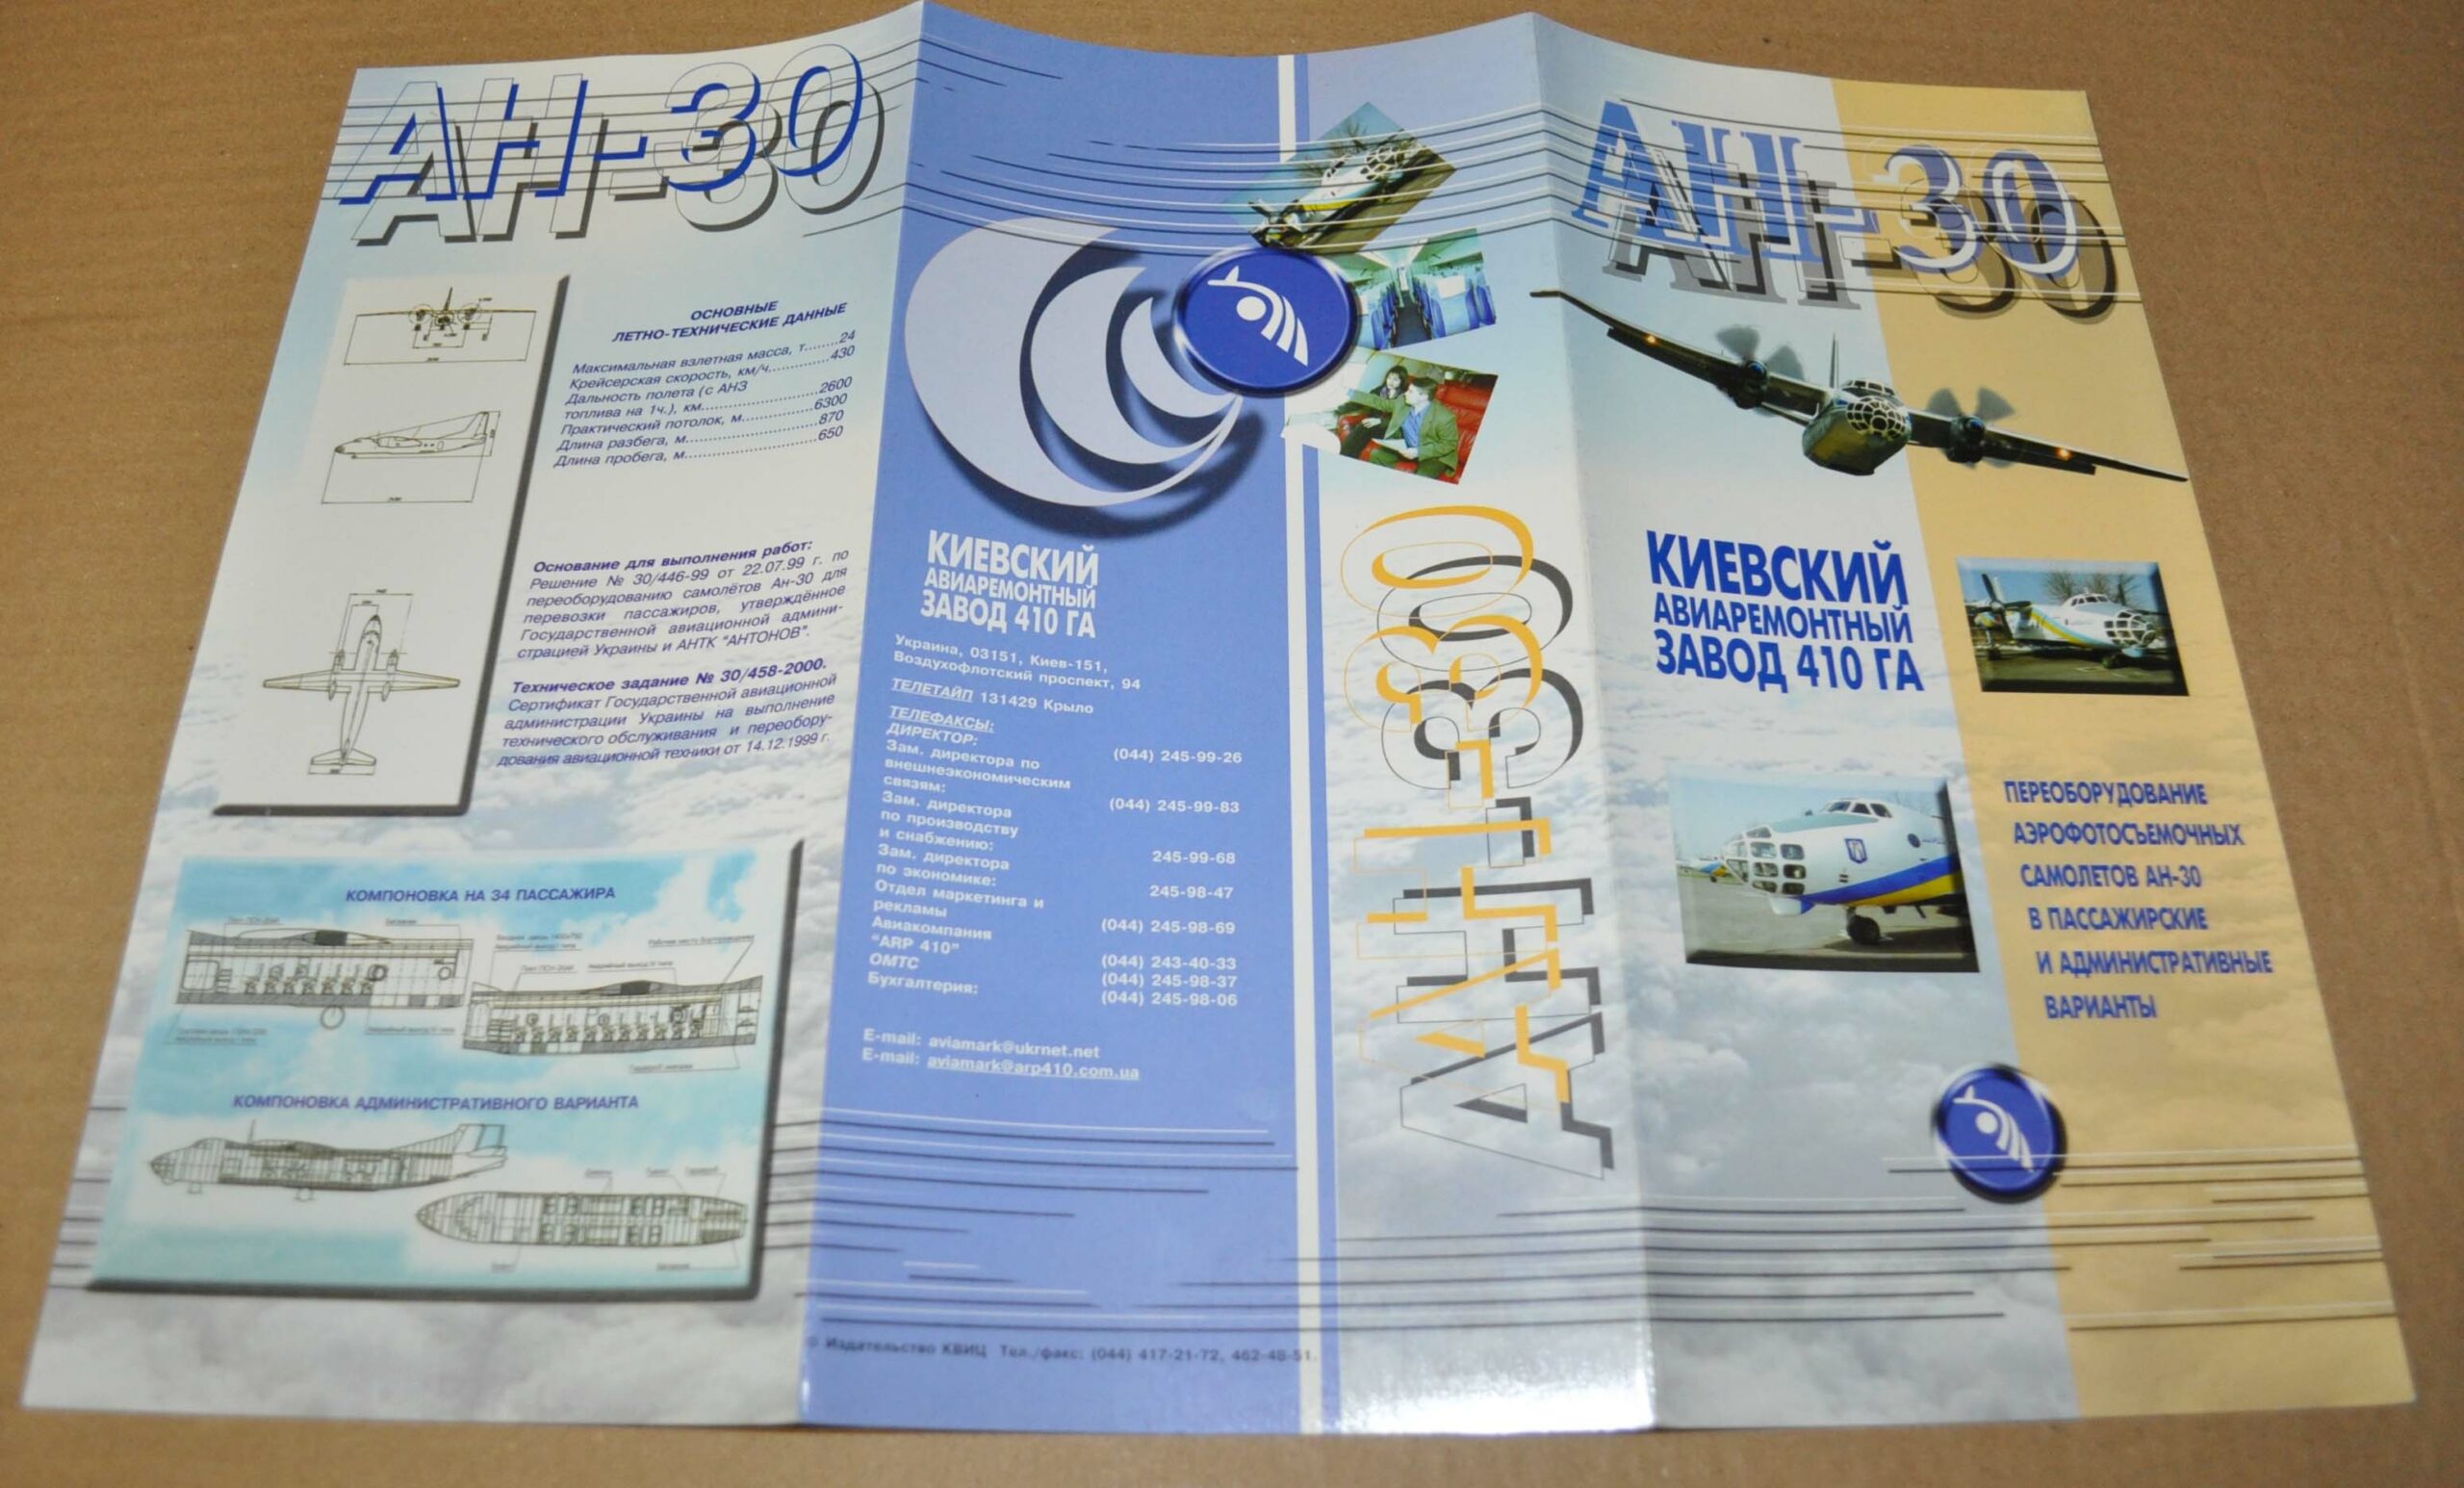 АН-30
ОСНОВНЫЕ
ЛЕТНО-ТЕХНИЧЕСКИЕ ДАННЫЕ
Максимальная взлетная масса, т.......24
Крейсерская скорость, км/ч.............430
Дальность полета (с АНЗ
топлива на 1ч.), км.........................2600
Практический потолок, м...............6300
Длина разбега, м............................870
Длина пробега, м............................650
Основание для выполнения работ:
Решение № 30/446-99 от 22.07.99 г. по
переоборудованию самолётов Ан-30 для
перевозки пассажиров, утверждённое
Государственной авиационной админи-
страцией Украины и АНТК "АНТОНОВ".
Техническое задание № 30/458-2000.
Сертификат Государственной авиационной
администрации Украины на выполнение
технического обслуживания и переобору-
дования авиационной техники от 14.12.1999 г.
КОМПОНОВКА НА 34 ПАССАЖИРА
КОМПОНОВКА АДМИНИСТРАТИВНОГО ВАРИАНТА
КИЕВСКИЙ
АВИАРЕМОНТНЫЙ
ЗАВОД 410 ГА
Украина, 03151, Киев-151,
Воздухофлотский проспект, 94
ТЕЛЕТАЙП 131429 Крыло
ТЕЛЕФАКСЫ:
ДИРЕКТОР: (044) 245-99-26
Зам. директора по
внешнеэкономическим
связям: (044) 245-99-83
Зам. директора
по производству
и снабжению: 245-99-68
Зам. директора
по экономике: 245-98-47
Отдел маркетинга и
рекламы (044) 245-98-69
Авиакомпания
"ARP 410" (044) 243-40-33
ОМТС (044) 245-98-37
Бухгалтерия: (044) 245-98-06
E-mail: aviamark@ukrnet.net
E-mail: aviamark@arp410.com.ua
© Издательство КВИЦ Тел./факс: (044) 417-21-72, 462-48-51.
АН-30
АН-30
КИЕВСКИЙ
АВИАРЕМОНТНЫЙ
ЗАВОД 410 ГА
ПЕРЕОБОРУДОВАНИЕ
АЭРОФОТОСЪЕМОЧНЫХ
САМОЛЕТОВ АН-30
В ПАССАЖИРСКИЕ
И АДМИНИСТРАТИВНЫЕ
ВАРИАНТЫ